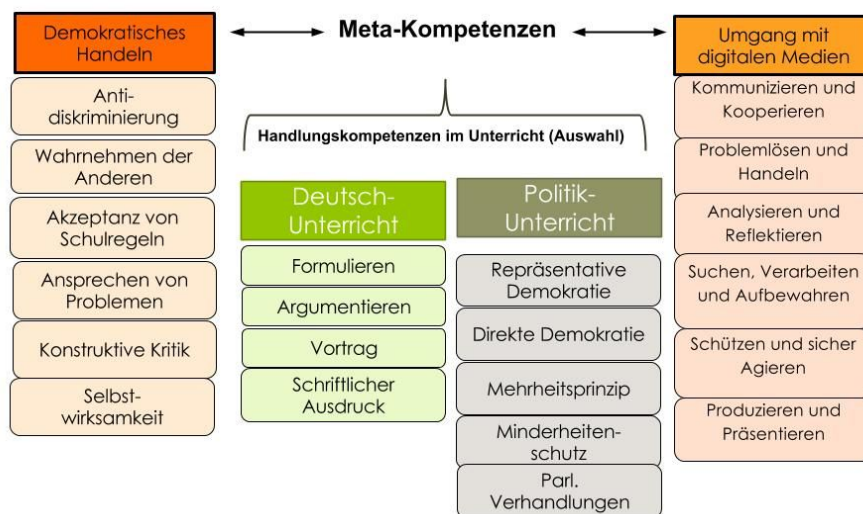 Demokratisches
Handeln
Anti-
diskriminierung
Wahrnehmen der
Anderen
Akzeptanz von
Schulregeln
Ansprechen von
Problemen
Konstruktive Kritik
Selbst-
wirksamkeit
Meta-Kompetenzen
Handlungskompetenzen im Unterricht (Auswahl)
Deutsch-
Unterricht
Formulieren
Argumentieren
Vortrag
Schriftlicher
Ausdruck
Politik-
Unterricht
Repräsentative
Demokratie
Direkte Demokratie
Mehrheitsprinzip
Minderheiten-
schutz
Parl.
Verhandlungen
Umgang mit
digitalen Medien
Kommunizieren und
Kooperieren
Problemlösen und
Handeln
Analysieren und
Reflektieren
Suchen, Verarbeiten
und Aufbewahren
Schützen und sicher
Agieren
Produzieren und
Präsentieren